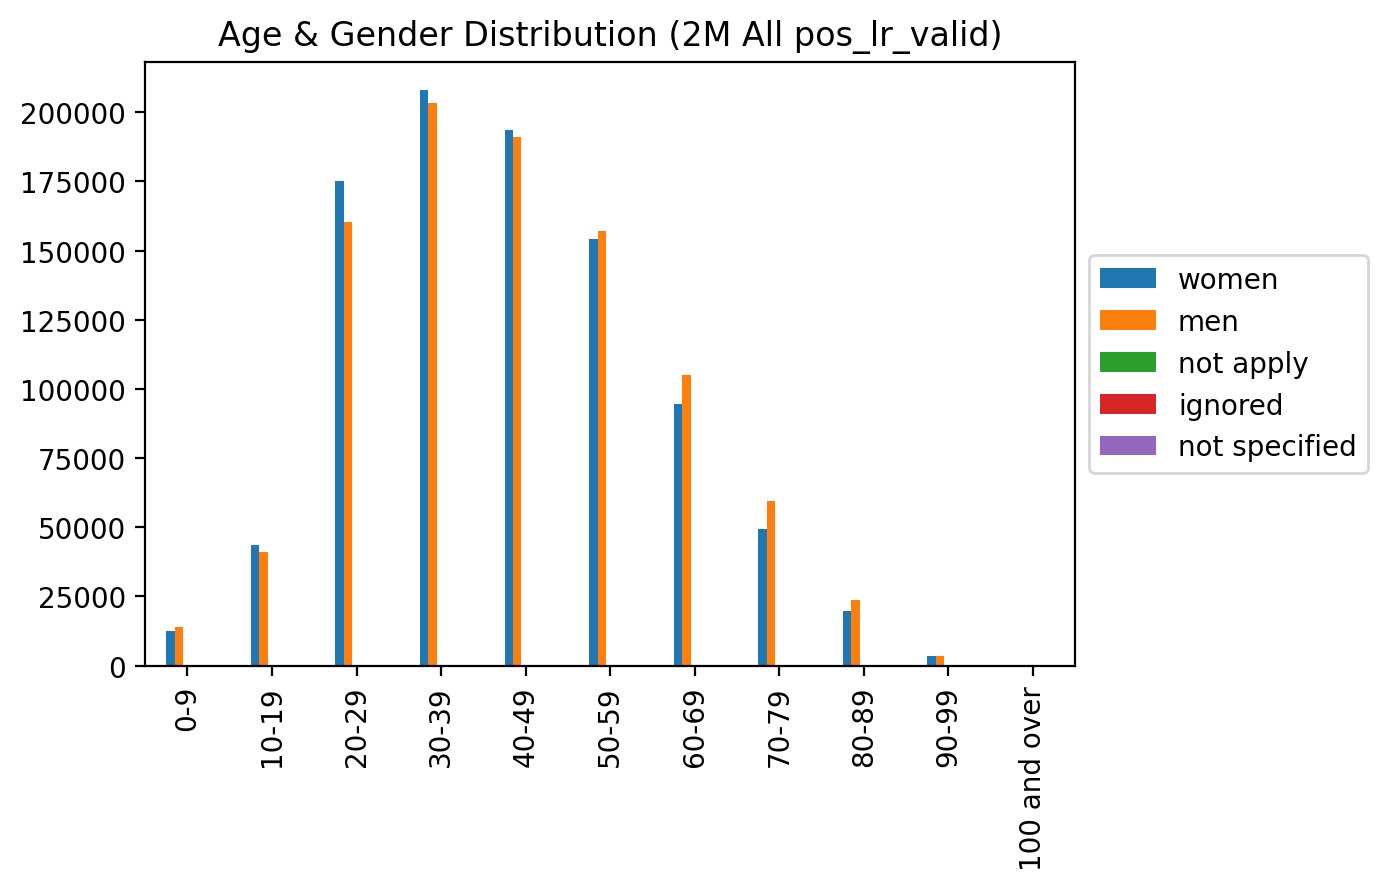 Age & Gender Distribution (2M All pos_lr_valid)
200000
175000
150000
125000
100000
75000
50000
25000
0
0-9
10-19
20-29
30-39
40-49
50-59
60-69
70-79
80-89
90-99
100 and over
women
men
not apply
ignored
not specified